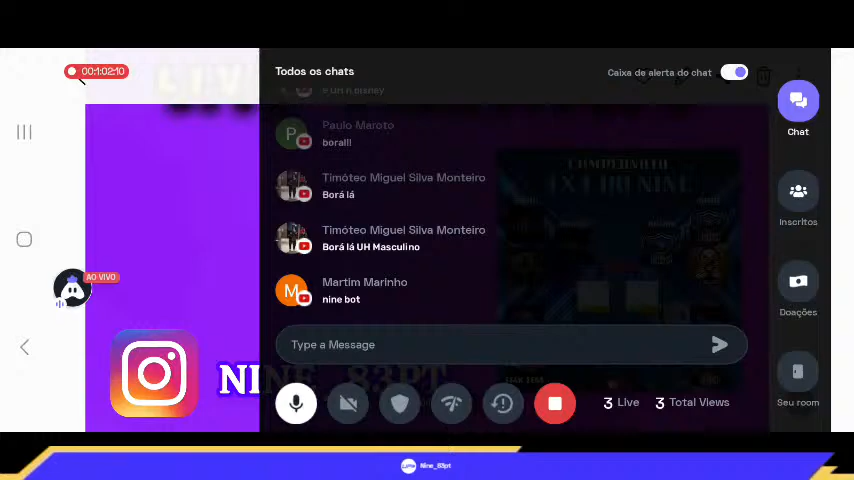 00:1:02:10
Todos os chats
Caixa de alerta do chat
Paulo Maroto
bora!!!
Timóteo Miguel Silva Monteiro
Borá lá
Timóteo Miguel Silva Monteiro
Borá lá UH Masculino
Martim Marinho
nine bot
Type a Message
3 Live 3 Total Views
Chat
Inscritos
Doações
Seu room
AO VIVO
NINE_83PT
Nine_83pt